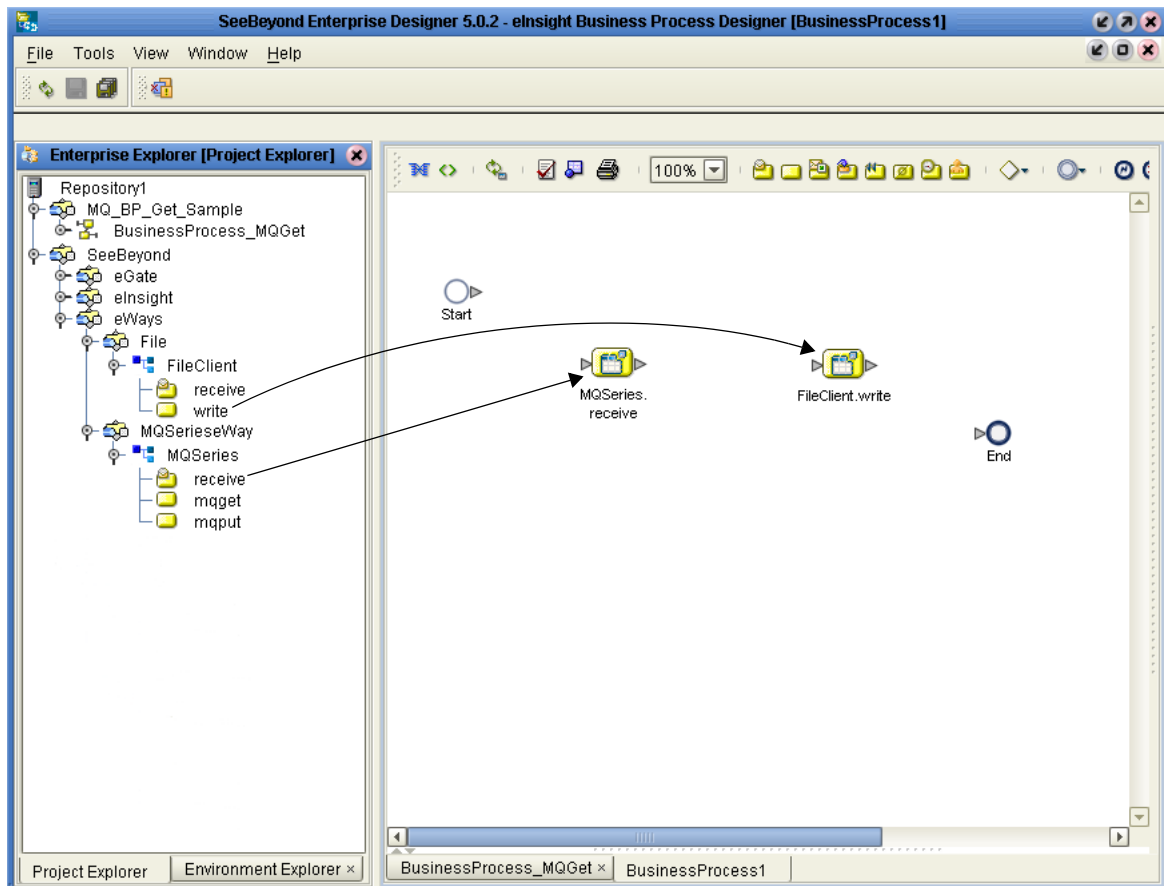 SeeBeyond Enterprise Designer 5.0.2 - eInsight Business Process Designer [BusinessProcess1]
File Tools View Window Help
Enterprise Explorer [Project Explorer]
Repository1
MQ_BP_Get_Sample
BusinessProcess_MQGet
SeeBeyond
eGate
eInsight
eWays
File
FileClient
receive
write
MQSerieseWay
MQSeries
receive
mqget
mqput
Project Explorer
Environment Explorer ×
100%
Start
MQSeries.
receive
FileClient.write
End
BusinessProcess_MQGet ×
BusinessProcess1